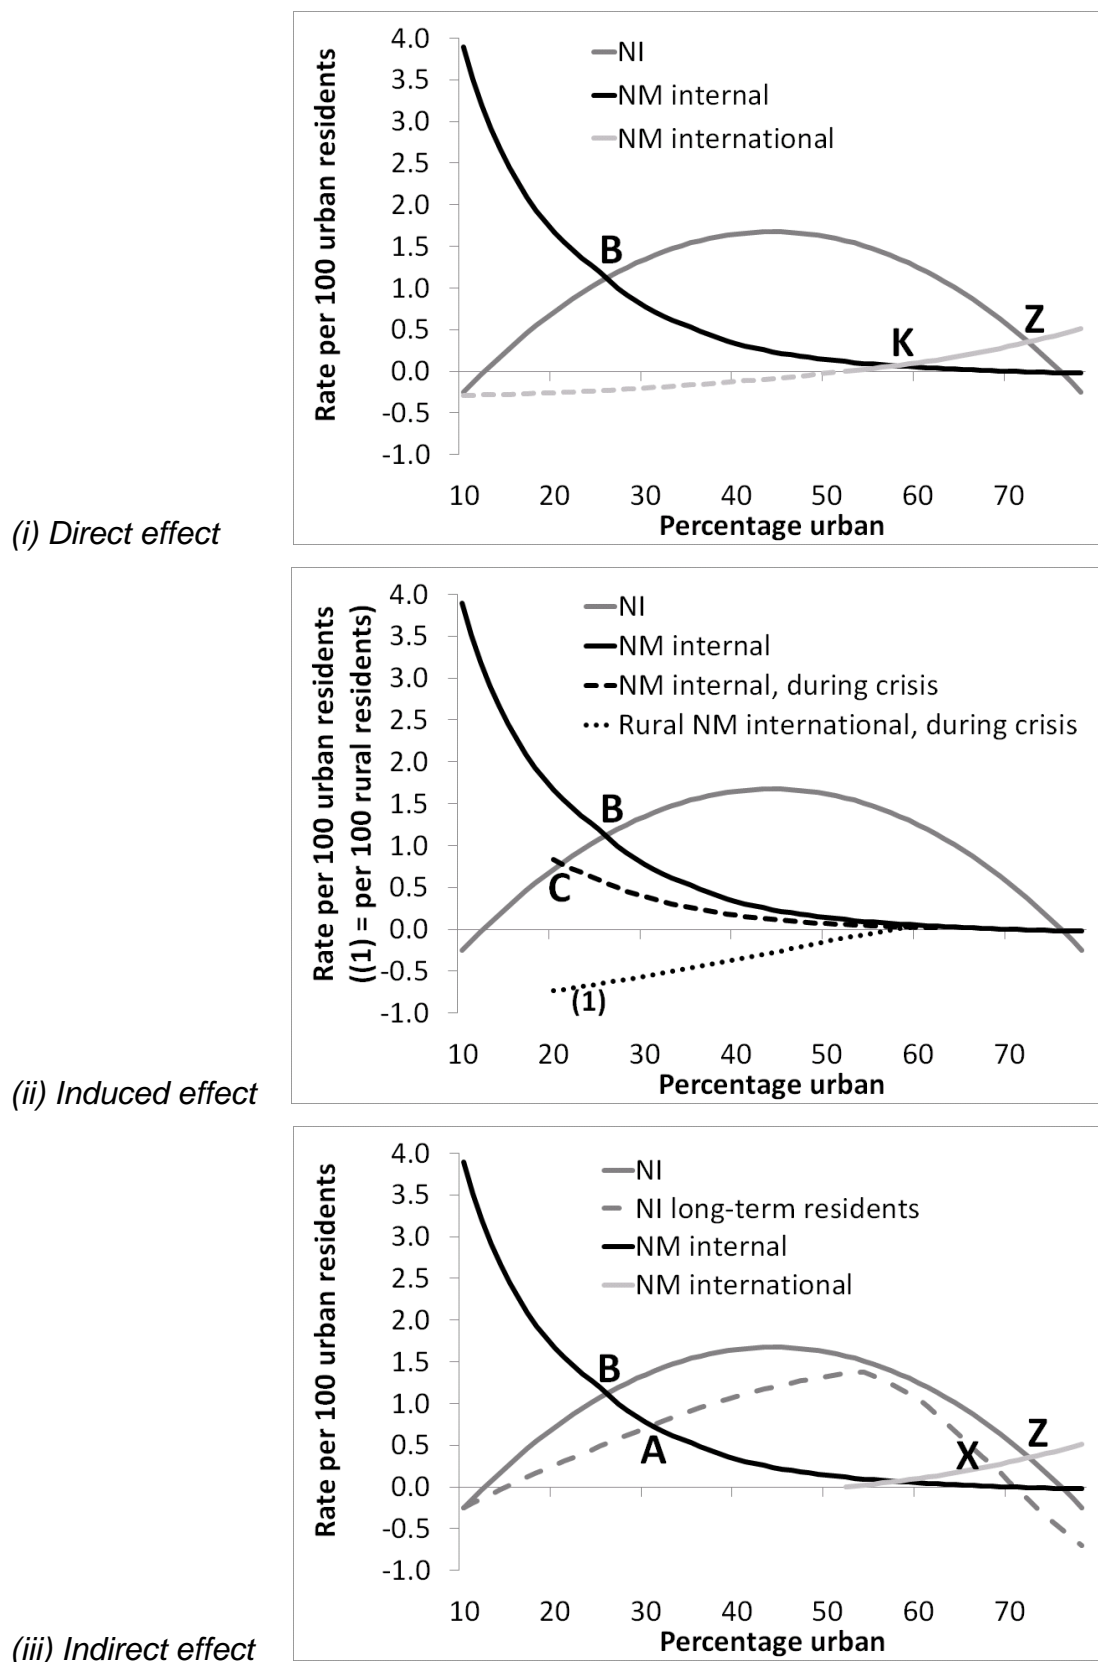 4.0
3.5
3.0
2.5
2.0
1.5
1.0
0.5
0.0
-0.5
-1.0
Rate per 100 urban residents
NI
NM internal
NM international
B
K
Z
10 20 30 40 50 60 70
Percentage urban
(i) Direct effect
4.0
3.5
3.0
2.5
2.0
1.5
1.0
0.5
0.0
-0.5
-1.0
Rate per 100 urban residents
((1) = per 100 rural residents)
NI
NM internal
NM internal, during crisis
Rural NM international, during crisis
B
C
(1)
10 20 30 40 50 60 70
Percentage urban
(ii) Induced effect
4.0
3.5
3.0
2.5
2.0
1.5
1.0
0.5
0.0
-0.5
-1.0
Rate per 100 urban residents
NI
NI long-term residents
NM internal
NM international
B
A
X
Z
10 20 30 40 50 60 70
Percentage urban
(iii) Indirect effect